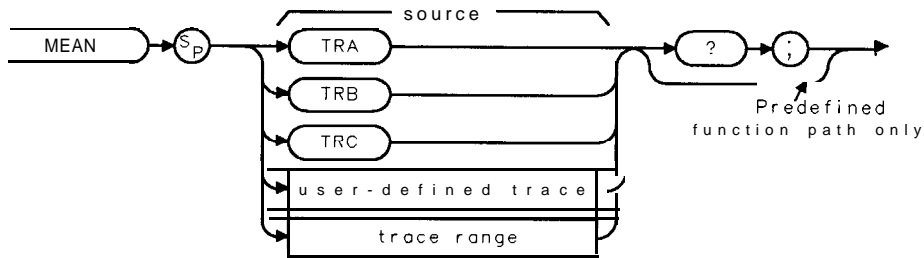 source
MEAN SP TRA ? ;
TRB
TRC
Predefined
function path only
user-defined trace
trace range